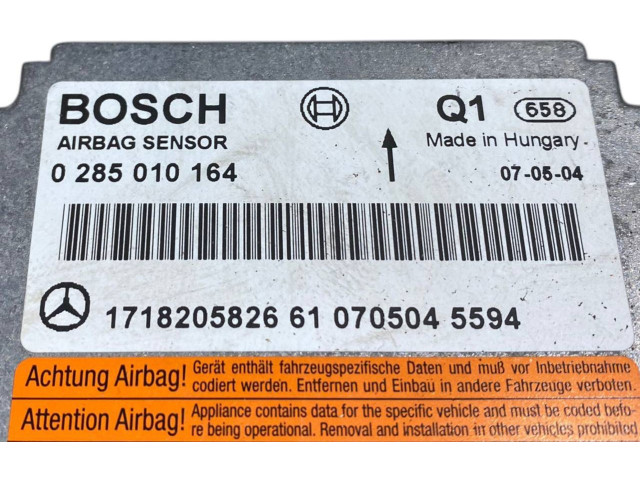 BOSCH Q1 658
AIRBAG SENSOR Made in Hungary
0 285 010 164 07-05-04
1718205826 61 070504 5594
Achtung Airbag! Gerät enthält fahrzeugspezifische Daten und muß vor Inbetriebnahme
codiert werden. Entfernen und Einbau in andere Fahrzeuge verboten.
Attention Airbag! Appliance contains data for the specific vehicle and must be coded befo-
re being operational. Removal and installation in other vehicles prohibited